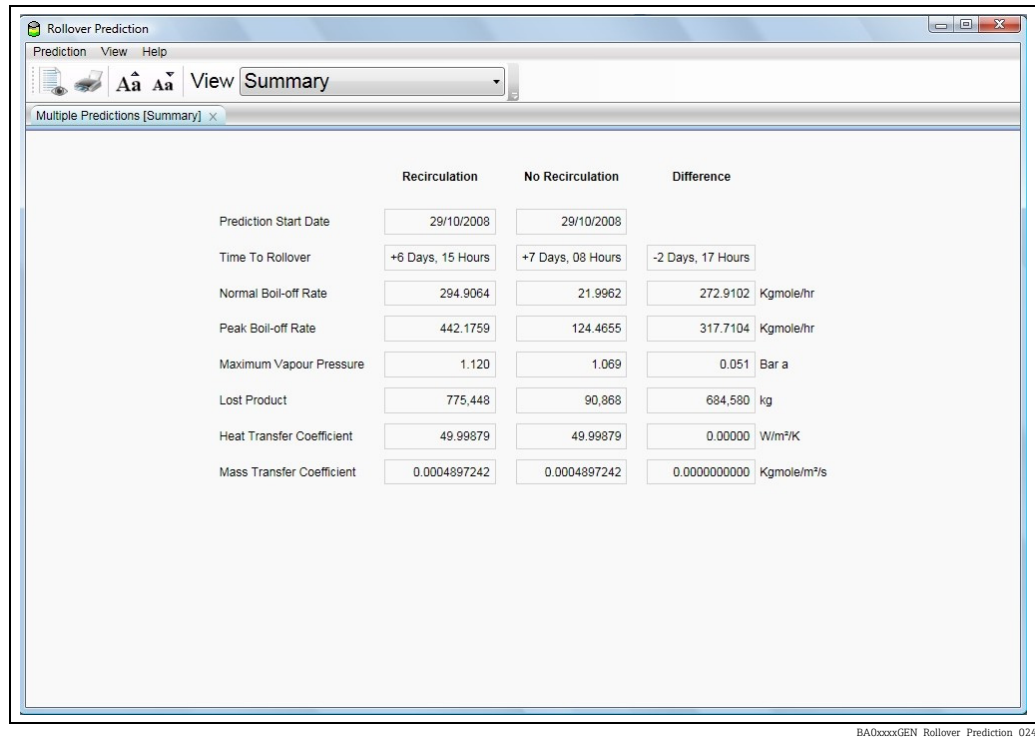 Rollover Prediction
Prediction View Help
Aâ Aǎ View Summary
Multiple Predictions [Summary] x
Recirculation No Recirculation Difference
Prediction Start Date 29/10/2008 29/10/2008
Time To Rollover +6 Days, 15 Hours +7 Days, 08 Hours -2 Days, 17 Hours
Normal Boil-off Rate 294.9064 21.9962 272.9102 Kgmole/hr
Peak Boil-off Rate 442.1759 124.4655 317.7104 Kgmole/hr
Maximum Vapour Pressure 1.120 1.069 0.051 Bar a
Lost Product 775,448 90,868 684,580 kg
Heat Transfer Coefficient 49.99879 49.99879 0.00000 W/m²/K
Mass Transfer Coefficient 0.0004897242 0.0004897242 0.0000000000 Kgmole/m²/s
BA0xxxxGEN Rollover Prediction 024